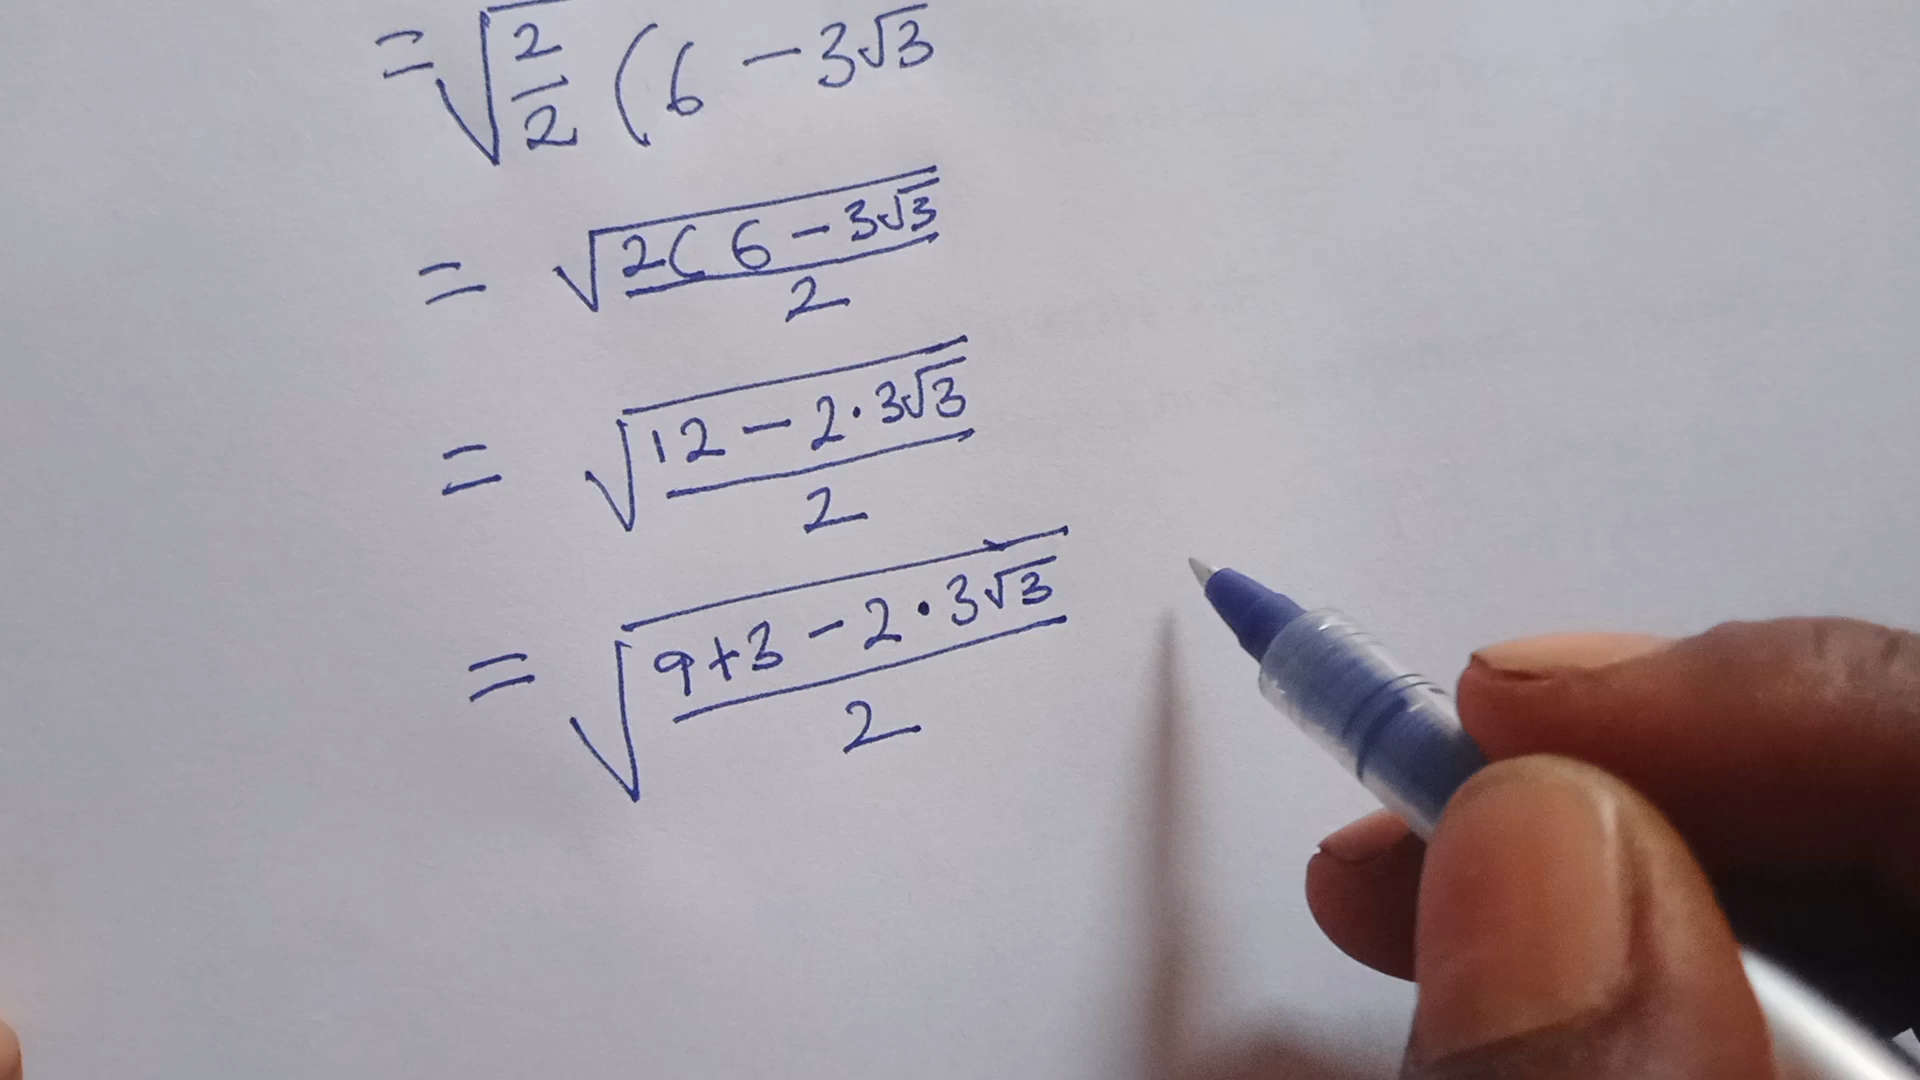 = √2/2 (6 - 3√3
= √2(6 - 3√3/2
= √12 - 2·3√3/2
= √9+3 - 2·3√3/2